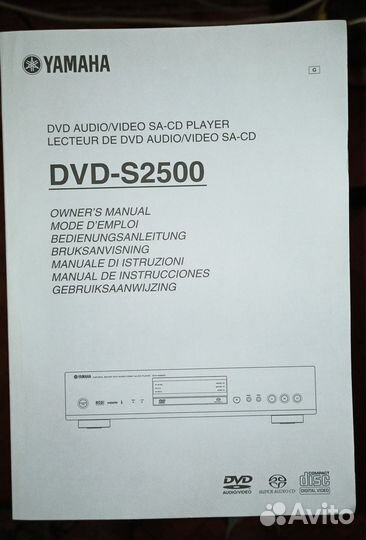 YAMAHA
G
DVD AUDIO/VIDEO SA-CD PLAYER
LECTEUR DE DVD AUDIO/VIDEO SA-CD
DVD-S2500
OWNER'S MANUAL
MODE D'EMPLOI
BEDIENUNGSANLEITUNG
BRUKSANVISNING
MANUALE DI ISTRUZIONI
MANUAL DE INSTRUCCIONES
GEBRUIKSAANWIJZING
YAMAHA
DVD
AUDIO/VIDEO
SUPER AUDIO CD
COMPACT
disc
DIGITAL VIDEO
Avito